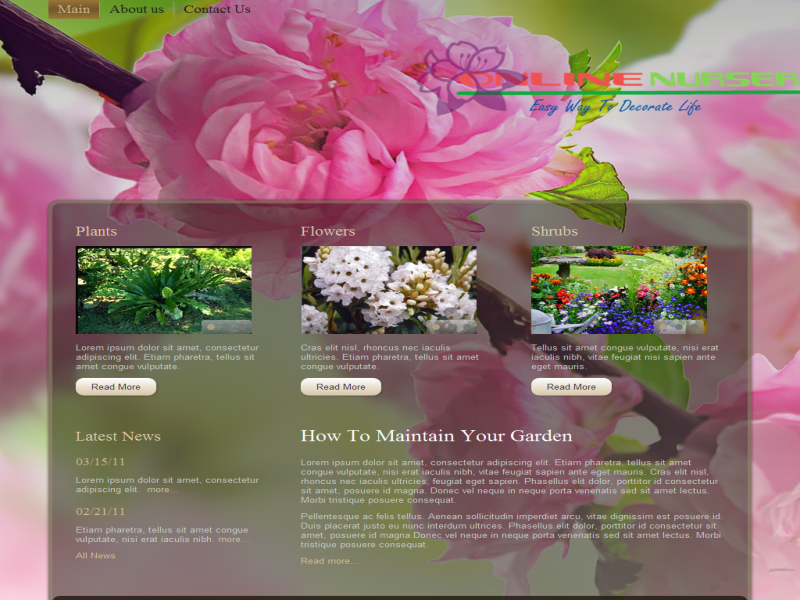 Main About us Contact Us
ONLINE NURSER
Easy Way To Decorate Life
Plants
Lorem ipsum dolor sit amet, consectetur
adipiscing elit. Etiam pharetra, tellus sit
amet congue vulputate.
Read More
Flowers
Cras elit nisl, rhoncus nec iaculis
ultricies. Etiam pharetra, tellus sit amet
congue vulputate.
Read More
Shrubs
Tellus sit amet congue vulputate, nisi erat
iaculis nibh, vitae feugiat nisi sapien ante
eget mauris.
Read More
Latest News
03/15/11
Lorem ipsum dolor sit amet, consectetur
adipiscing elit. more...
02/21/11
Etiam pharetra, tellus sit amet congue
vulputate, nisi erat iaculis nibh. more...
All News
How To Maintain Your Garden
Lorem ipsum dolor sit amet, consectetur adipiscing elit. Etiam pharetra, tellus sit amet
congue vulputate, nisi erat iaculis nibh, vitae feugiat sapien ante eget mauris. Cras elit nisl,
rhoncus nec iaculis ultricies, feugiat eget sapien. Phasellus elit dolor, porttitor id consectetur
sit amet, posuere id magna. Donec vel neque in neque porta venenatis sed sit amet lectus.
Morbi tristique posuere consequat.
Pellentesque ac felis tellus. Aenean sollicitudin imperdiet arcu, vitae dignissim est posuere id.
Duis placerat justo eu nunc interdum ultrices. Phasellus elit dolor, porttitor id consectetur sit
amet, posuere id magna.Donec vel neque in neque porta venenatis sed sit amet lectus. Morbi
tristique posuere consequat.
Read more...